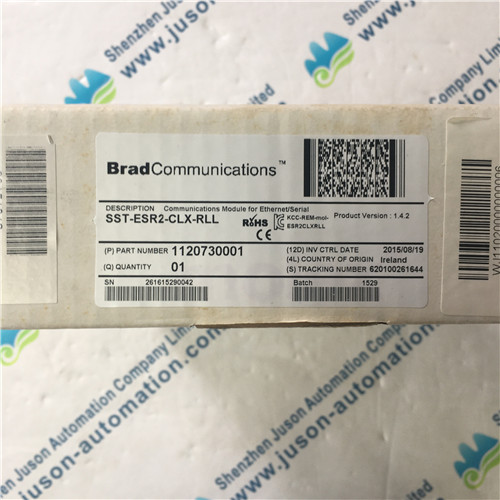 Shenzhen Juson Automation Company Limited
www.juson-automation.com
BradCommunications™
DESCRIPTION Communications Module for Ethernet/Serial
SST-ESR2-CLX-RLL
RoHS
CE
KCC-REM-mol-
ESR2CLXRLL
Product Version : 1.4.2
(P) PART NUMBER 1120730001
(Q) QUANTITY 01
(12D) INV CTRL DATE 2015/08/19
(4L) COUNTRY OF ORIGIN Ireland
(S) TRACKING NUMBER 620100261644
SN 261615290042
Batch 1529
Shenzhen Juson Automation Company Limited
www.juson-automation.com